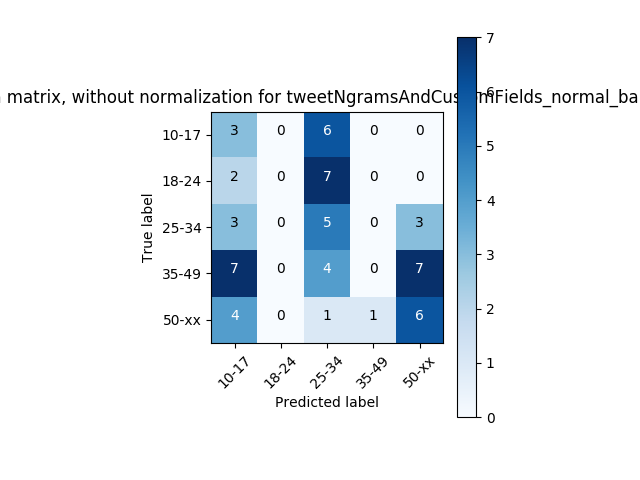 matrix, without normalization for tweetNgramsAndCustomFields_normal_ba
7
6
5
4
3
2
1
0
10-17 3 0 6 0 0
18-24 2 0 7 0 0
25-34 3 0 5 0 3
35-49 7 0 4 0 7
50-xx 4 0 1 1 6
True label
10-17 18-24 25-34 35-49 50-xx
Predicted label